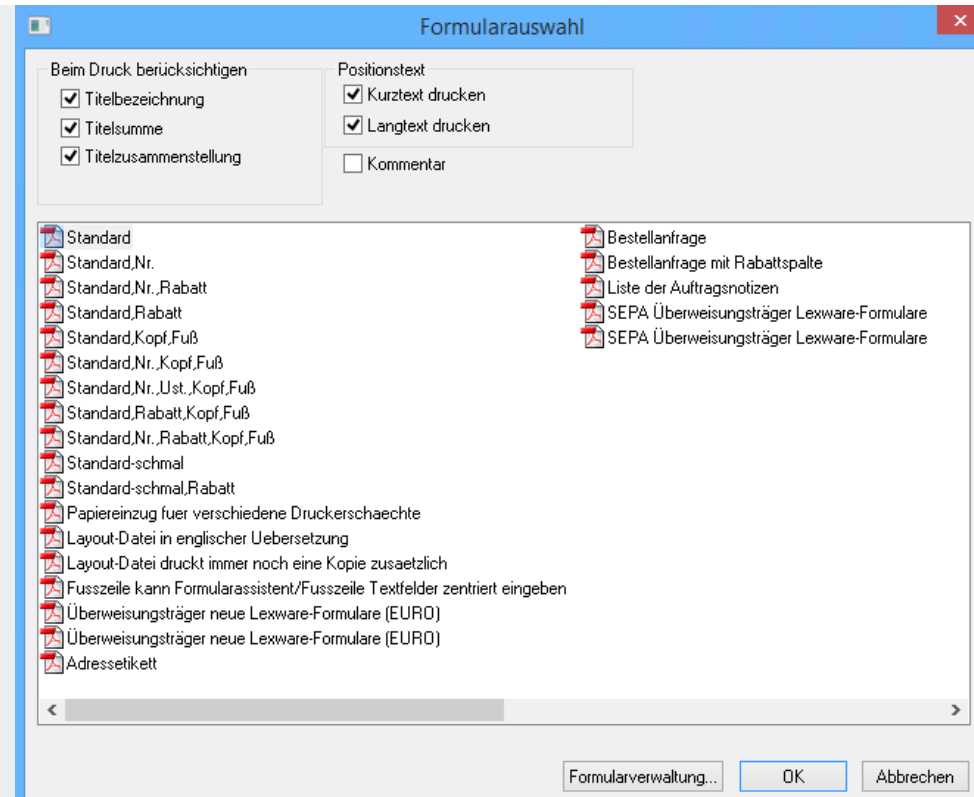 Formularauswahl
Beim Druck berücksichtigen
Titelbezeichnung
Titelsumme
Titelzusammenstellung
Positionstext
Kurztext drucken
Langtext drucken
Kommentar
Standard
Standard,Nr.
Standard,Nr.,Rabatt
Standard,Rabatt
Standard,Kopf,Fuß
Standard,Nr.,Kopf,Fuß
Standard,Nr.,Ust.,Kopf,Fuß
Standard,Rabatt,Kopf,Fuß
Standard,Nr.,Rabatt,Kopf,Fuß
Standard-schmal
Standard-schmal,Rabatt
Papiereinzug fuer verschiedene Druckerschaechte
Layout-Datei in englischer Uebersetzung
Layout-Datei druckt immer noch eine Kopie zusaetzlich
Fusszeile kann Formularassistent/Fusszeile Textfelder zentriert eingeben
Überweisungsträger neue Lexware-Formulare (EURO)
Überweisungsträger neue Lexware-Formulare (EURO)
Adressetikett
Bestellanfrage
Bestellanfrage mit Rabattspalte
Liste der Auftragsnotizen
SEPA Überweisungsträger Lexware-Formulare
SEPA Überweisungsträger Lexware-Formulare
Formularverwaltung...
OK
Abbrechen